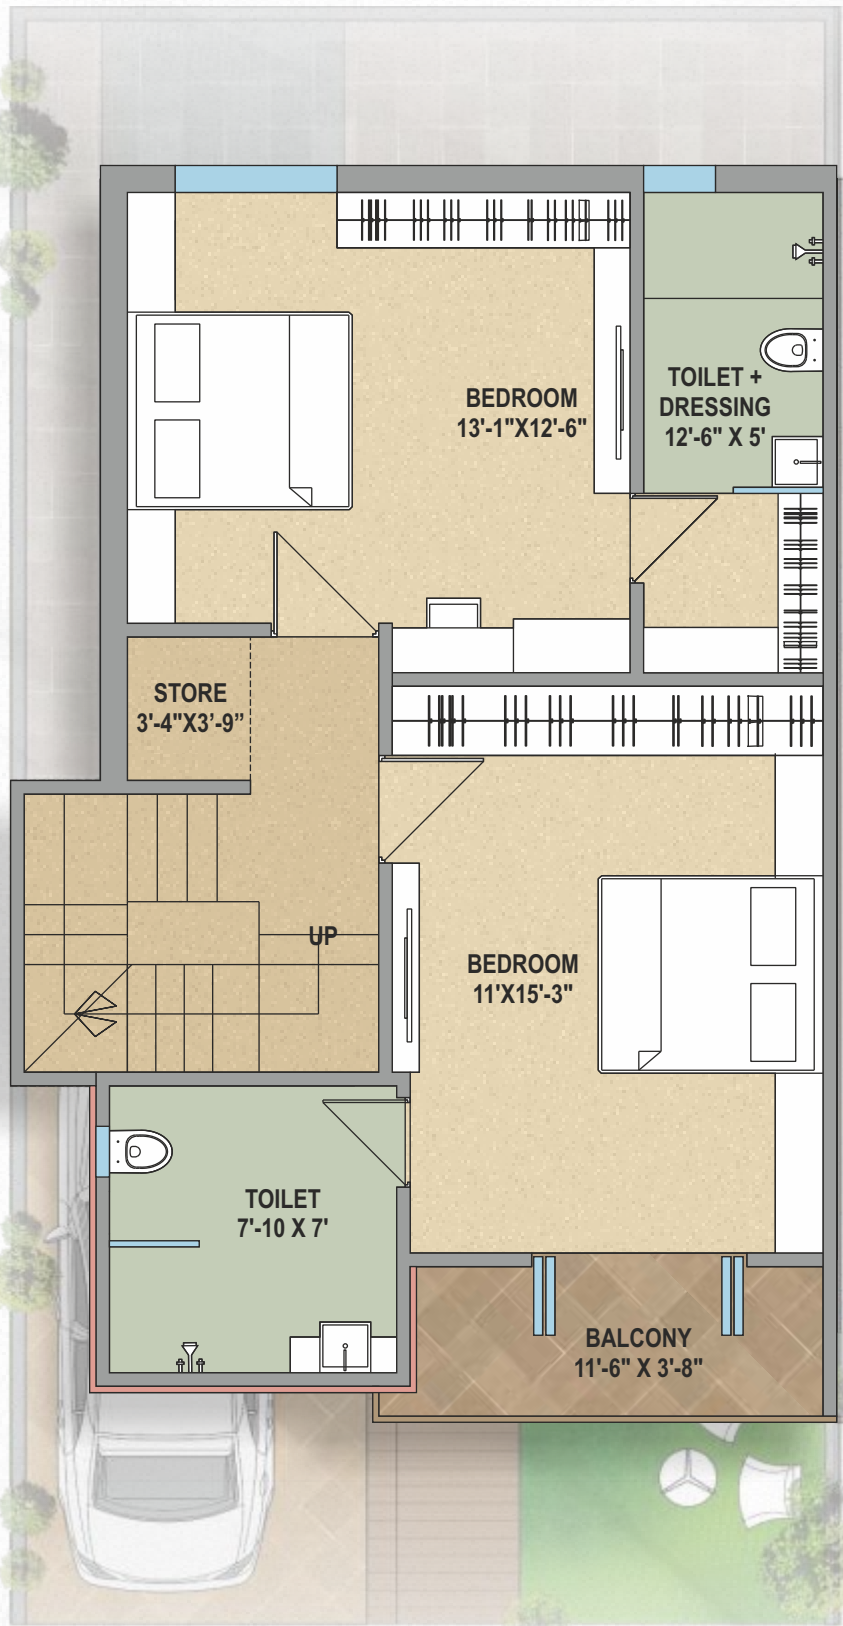 BEDROOM
13'-1"X12'-6"
TOILET +
DRESSING
12'-6" X 5'
STORE
3'-4"X3’-9”
UP
BEDROOM
11'X15'-3"
TOILET
7'-10 X 7'
BALCONY
11'-6" X 3'-8"